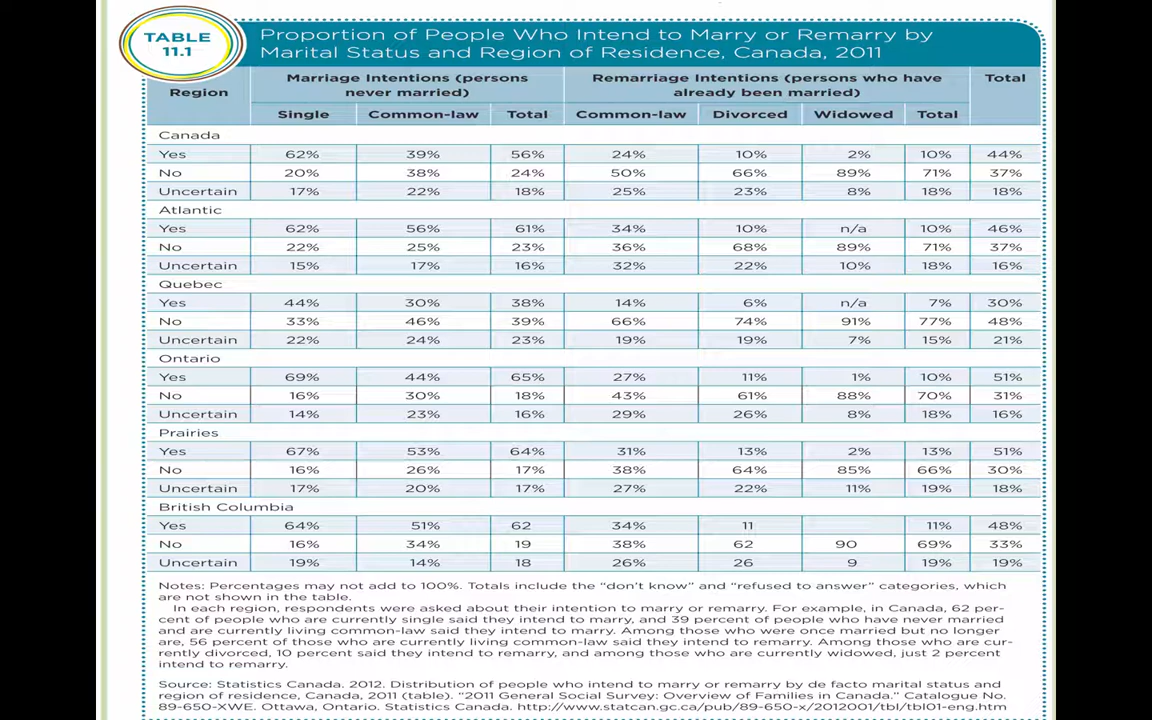 TABLE
11.1
Proportion of People Who Intend to Marry or Remarry by
Marital Status and Region of Residence, Canada, 2011
Region Marriage Intentions (persons never married) Remarriage Intentions (persons who have already been married) Total
Single Common-law Total Common-law Divorced Widowed Total
Canada
Yes 62% 39% 56% 24% 10% 2% 10% 44%
No 20% 38% 24% 50% 66% 89% 71% 37%
Uncertain 17% 22% 18% 25% 23% 8% 18% 18%
Atlantic
Yes 62% 56% 61% 34% 10% n/a 10% 46%
No 22% 25% 23% 36% 68% 89% 71% 37%
Uncertain 15% 17% 16% 32% 22% 10% 18% 16%
Quebec
Yes 44% 30% 38% 14% 6% n/a 7% 30%
No 33% 46% 39% 66% 74% 91% 77% 48%
Uncertain 22% 24% 23% 19% 19% 7% 15% 21%
Ontario
Yes 69% 44% 65% 27% 11% 1% 10% 51%
No 16% 30% 18% 43% 61% 88% 70% 31%
Uncertain 14% 23% 16% 29% 26% 8% 18% 16%
Prairies
Yes 67% 53% 64% 31% 13% 2% 13% 51%
No 16% 26% 17% 38% 64% 85% 66% 30%
Uncertain 17% 20% 17% 27% 22% 11% 19% 18%
British Columbia
Yes 64% 51% 62 34% 11 11% 48%
No 16% 34% 19 38% 62 90 69% 33%
Uncertain 19% 14% 18 26% 26 9 19% 19%
Notes: Percentages may not add to 100%. Totals include the “don’t know” and “refused to answer” categories, which
are not shown in the table.
In each region, respondents were asked about their intention to marry or remarry. For example, in Canada, 62 per-
cent of people who are currently single said they intend to marry, and 39 percent of people who have never married
and are currently living common-law said they intend to marry. Among those who were once married but no longer
are, 56 percent of those who are currently living common-law said they intend to remarry. Among those who are cur-
rently divorced, 10 percent said they intend to remarry, and among those who are currently widowed, just 2 percent
intend to remarry.
Source: Statistics Canada. 2012. Distribution of people who intend to marry or remarry by de facto marital status and
region of residence, Canada, 2011 (table). “2011 General Social Survey: Overview of Families in Canada.” Catalogue No.
89-650-XWE. Ottawa, Ontario. Statistics Canada. http://www.statcan.gc.ca/pub/89-650-x/2012001/tbl/tbl01-eng.htm